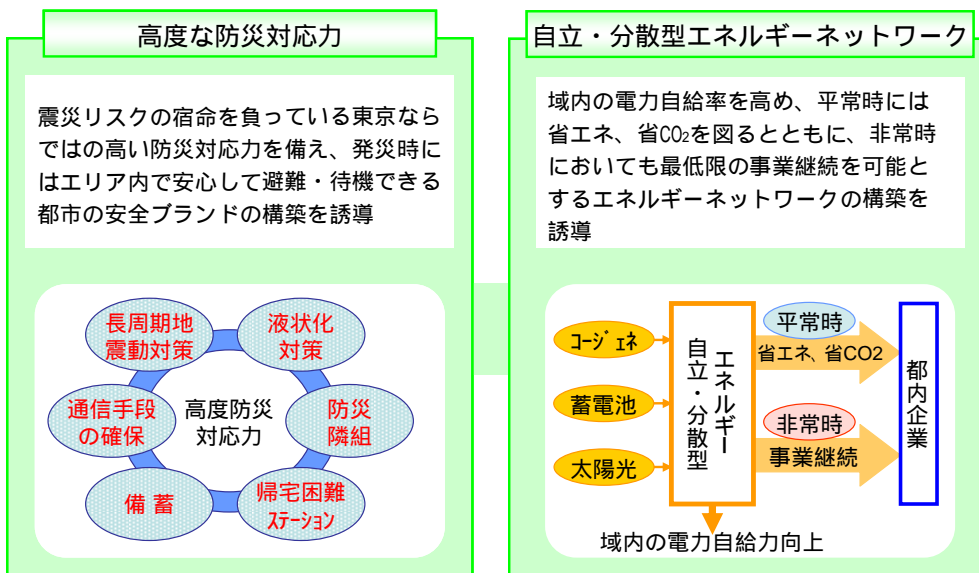 高度な防災対応力
震災リスクの宿命を負っている東京なら
ではの高い防災対応力を備え、発災時に
はエリア内で安心して避難・待機できる
都市の安全ブランドの構築を誘導
長周期地
震動対策
液状化
対策
通信手段
の確保
高度防災
対応力
防災
隣組
備 蓄
帰宅困難
ｽﾃｰｼｮﾝ
自立・分散型エネルギーネットワーク
域内の電力自給率を高め、平常時には
省エネ、省CO₂を図るとともに、非常時
においても最低限の事業継続を可能と
するエネルギーネットワークの構築を
誘導
ｺｰｼﾞｪﾈ
蓄電池
太陽光
自立・分散型
エネルギー
平常時
省エネ、省CO2
非常時
事業継続
都内企業
域内の電力自給力向上